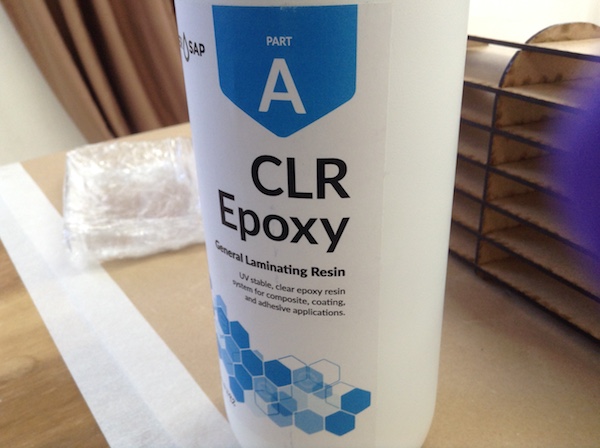 SAP
PART
A
CLR
Epoxy
General Laminating Resin
UV stable, clear epoxy resin
system for composite, coating,
and adhesive applications.